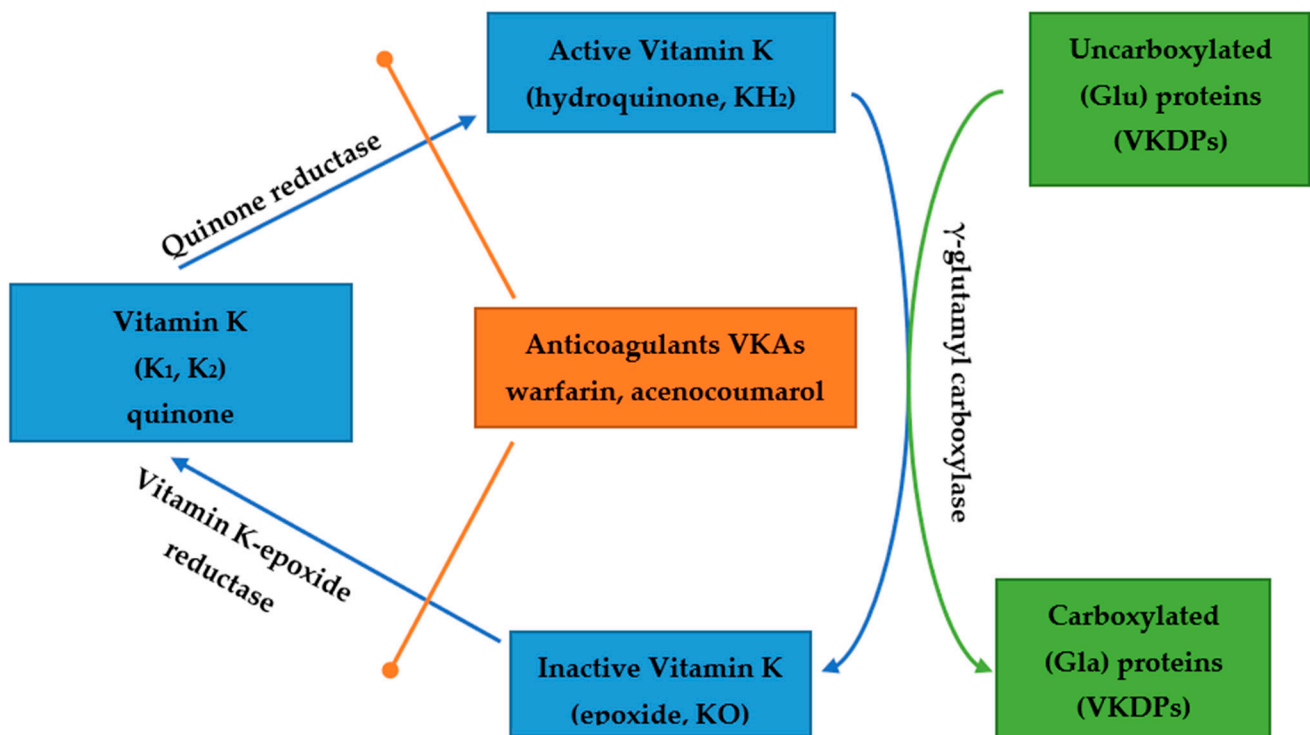 Active Vitamin K
(hydroquinone, KH₂)
Uncarboxylated
(Glu) proteins
(VKDPs)
Quinone reductase
γ-glutamyl carboxylase
Vitamin K
(K₁, K₂)
quinone
Anticoagulants VKAs
warfarin, acenocoumarol
Vitamin K-epoxide
reductase
Inactive Vitamin K
(epoxide, KO)
Carboxylated
(Gla) proteins
(VKDPs)